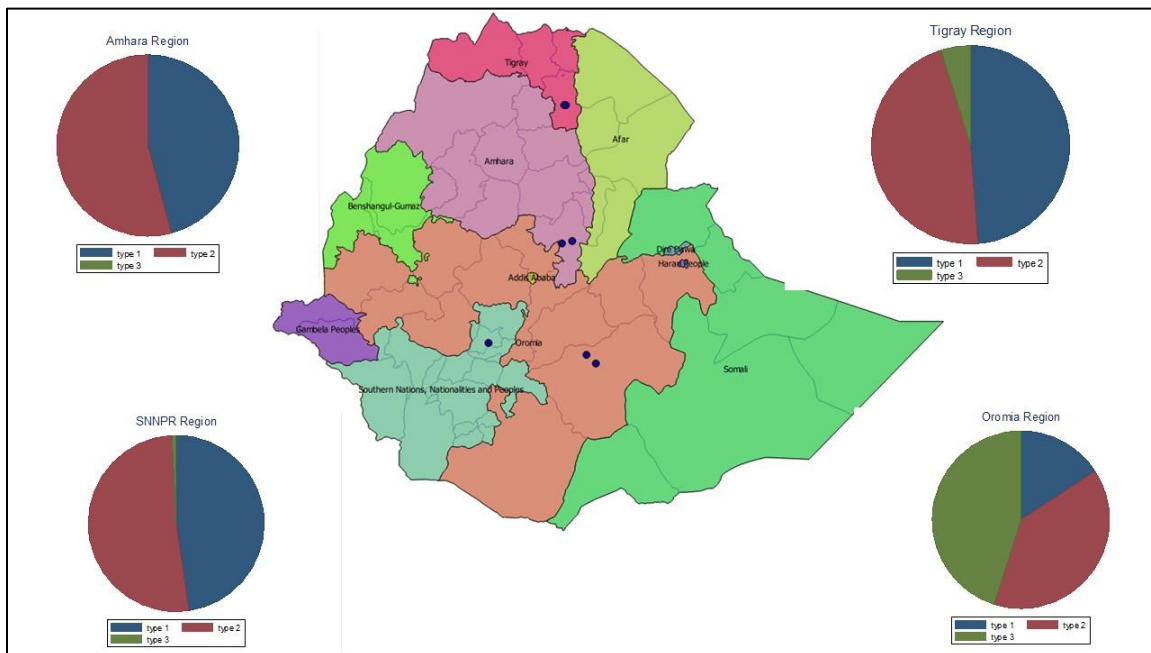 Amhara Region
type 1 type 2
type 3
Tigray Region
type 1 type 2
type 3
Tigray
Afar
Amhara
Benshangul-Gumaz
Dire Dawa
Harari People
Addis Ababa
Gambela Peoples
Oromia
Somali
Southern Nations, Nationalities and Peoples
SNNPR Region
type 1 type 2
type 3
Oromia Region
type 1 type 2
type 3